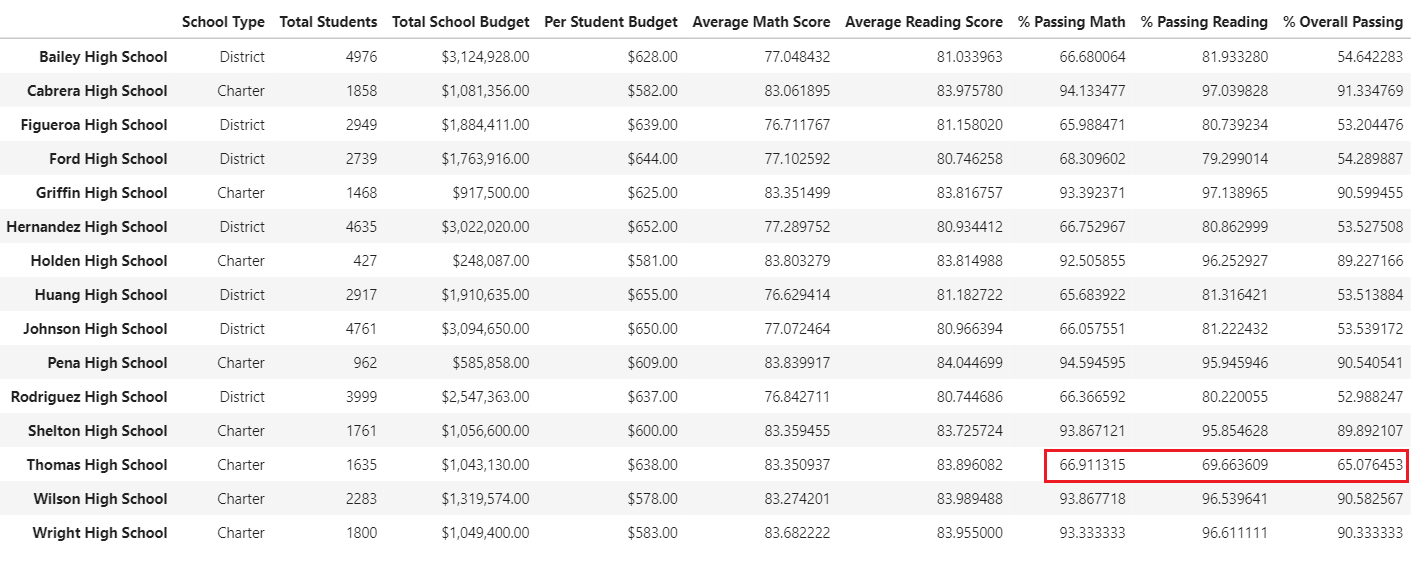 School Type Total Students Total School Budget Per Student Budget Average Math Score Average Reading Score % Passing Math % Passing Reading % Overall Passing
Bailey High School District 4976 $3,124,928.00 $628.00 77.048432 81.033963 66.680064 81.933280 54.642283
Cabrera High School Charter 1858 $1,081,356.00 $582.00 83.061895 83.975780 94.133477 97.039828 91.334769
Figueroa High School District 2949 $1,884,411.00 $639.00 76.711767 81.158020 65.988471 80.739234 53.204476
Ford High School District 2739 $1,763,916.00 $644.00 77.102592 80.746258 68.309602 79.299014 54.289887
Griffin High School Charter 1468 $917,500.00 $625.00 83.351499 83.816757 93.392371 97.138965 90.599455
Hernandez High School District 4635 $3,022,020.00 $652.00 77.289752 80.934412 66.752967 80.862999 53.527508
Holden High School Charter 427 $248,087.00 $581.00 83.803279 83.814988 92.505855 96.252927 89.227166
Huang High School District 2917 $1,910,635.00 $655.00 76.629414 81.182722 65.683922 81.316421 53.513884
Johnson High School District 4761 $3,094,650.00 $650.00 77.072464 80.966394 66.057551 81.222432 53.539172
Pena High School Charter 962 $585,858.00 $609.00 83.839917 84.044699 94.594595 95.945946 90.540541
Rodriguez High School District 3999 $2,547,363.00 $637.00 76.842711 80.744686 66.366592 80.220055 52.988247
Shelton High School Charter 1761 $1,056,600.00 $600.00 83.359455 83.725724 93.867121 95.854628 89.892107
Thomas High School Charter 1635 $1,043,130.00 $638.00 83.350937 83.896082 66.911315 69.663609 65.076453
Wilson High School Charter 2283 $1,319,574.00 $578.00 83.274201 83.989488 93.867718 96.539641 90.582567
Wright High School Charter 1800 $1,049,400.00 $583.00 83.682222 83.955000 93.333333 96.611111 90.333333